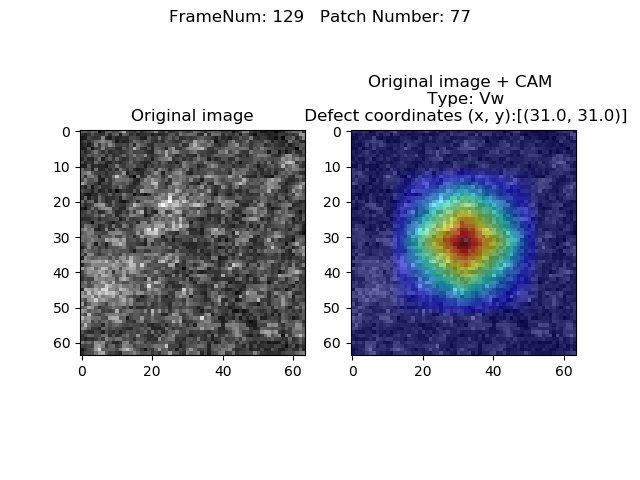 FrameNum: 129   Patch Number: 77
Original image
0
10
20
30
40
50
60
0 20 40 60
Original image + CAM
Type: Vw
Defect coordinates (x, y):[(31.0, 31.0)]
0
10
20
30
40
50
60
0 20 40 60